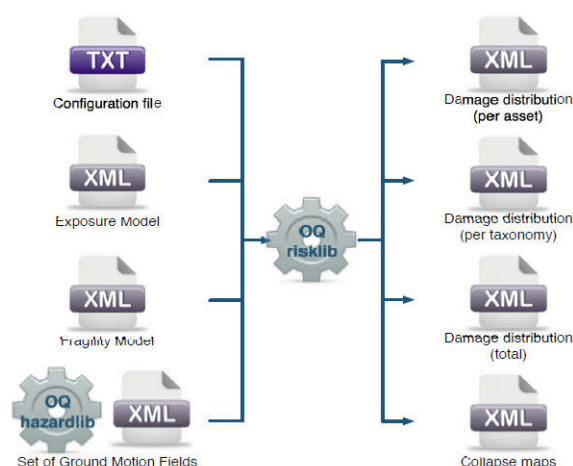 TXT
Configuration file
XML
Exposure Model
XML
Fragility Model
OQ
hazardlib
XML
Set of Ground Motion Fields
OQ
risklib
XML
Damage distribution
(per asset)
XML
Damage distribution
(per taxonomy)
XML
Damage distribution
(total)
XML
Collapse maps